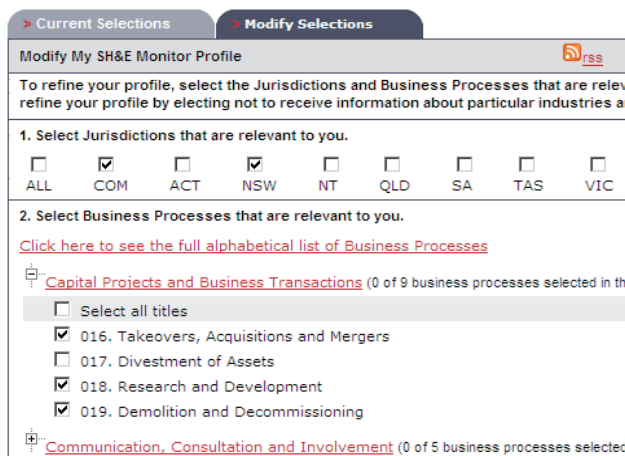 > Current Selections > Modify Selections
Modify My SH&E Monitor Profile rss
To refine your profile, select the Jurisdictions and Business Processes that are
refine your profile by electing not to receive information about particular industries
1. Select Jurisdictions that are relevant to you.
ALL COM ACT NSW NT QLD SA TAS VIC
2. Select Business Processes that are relevant to you.
Click here to see the full alphabetical list of Business Processes
Capital Projects and Business Transactions (0 of 9 business processes selected in
Select all titles
016. Takeovers, Acquisitions and Mergers
017. Divestment of Assets
018. Research and Development
019. Demolition and Decommissioning
Communication, Consultation and Involvement (0 of 5 business processes selected